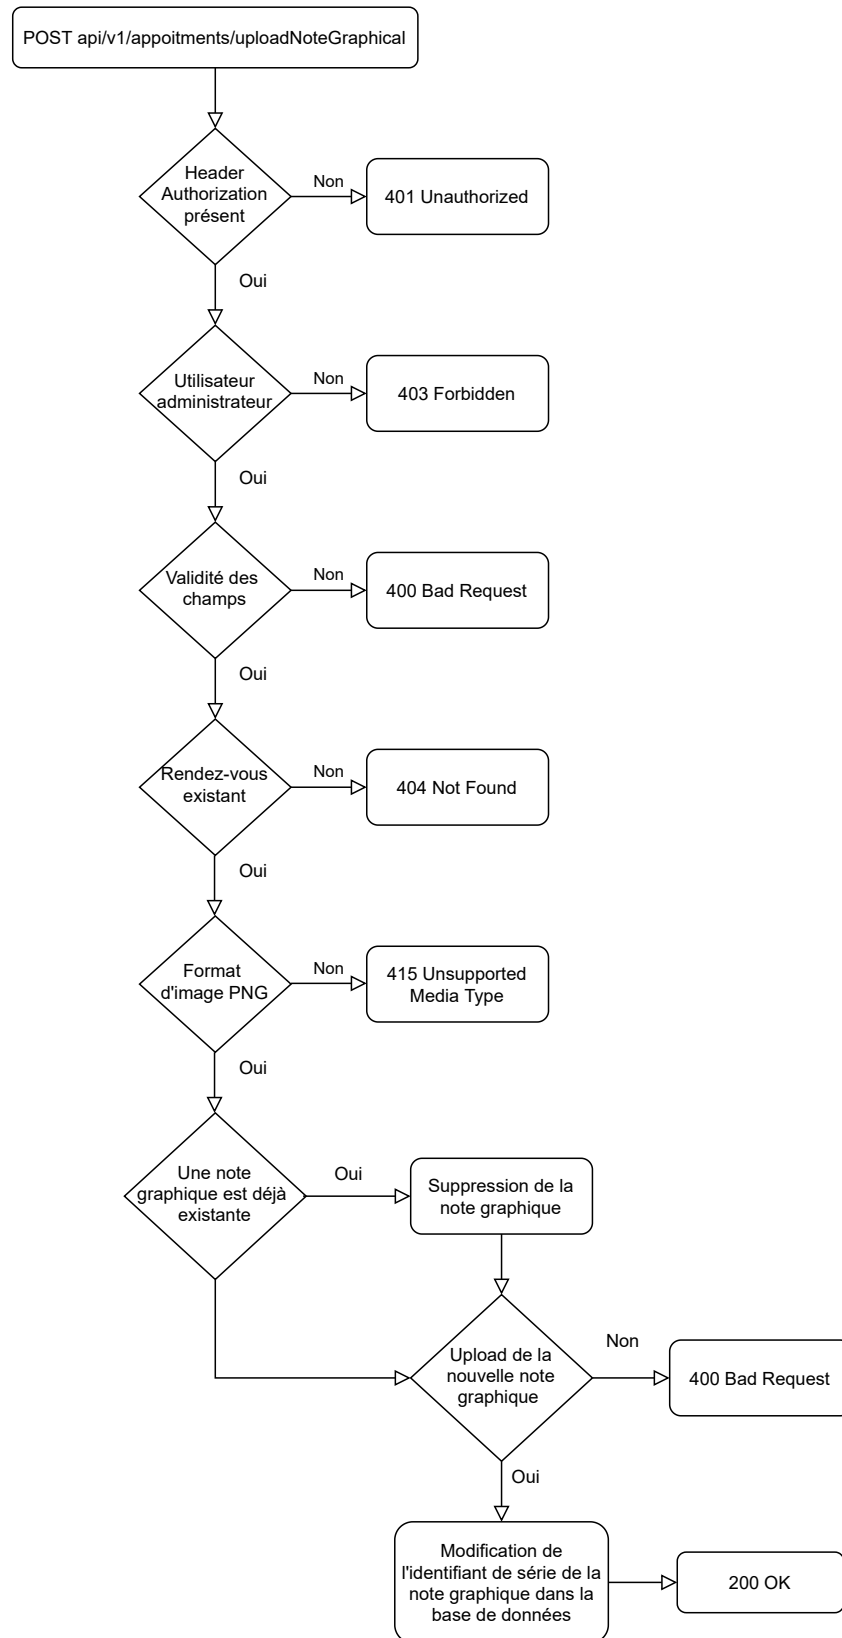 POST api/v1/appoitments/uploadNoteGraphical
Header
Authorization
présent
Non
401 Unauthorized
Oui
Utilisateur
administrateur
Non
403 Forbidden
Oui
Validité des
champs
Non
400 Bad Request
Oui
Rendez-vous
existant
Non
404 Not Found
Oui
Format
d'image PNG
Non
415 Unsupported
Media Type
Oui
Une note
graphique est déjà
existante
Oui
Suppression de la
note graphique
Upload de la
nouvelle note
graphique
Non
400 Bad Request
Oui
Modification de
l'identifiant de série de la
note graphique dans la
base de données
200 OK